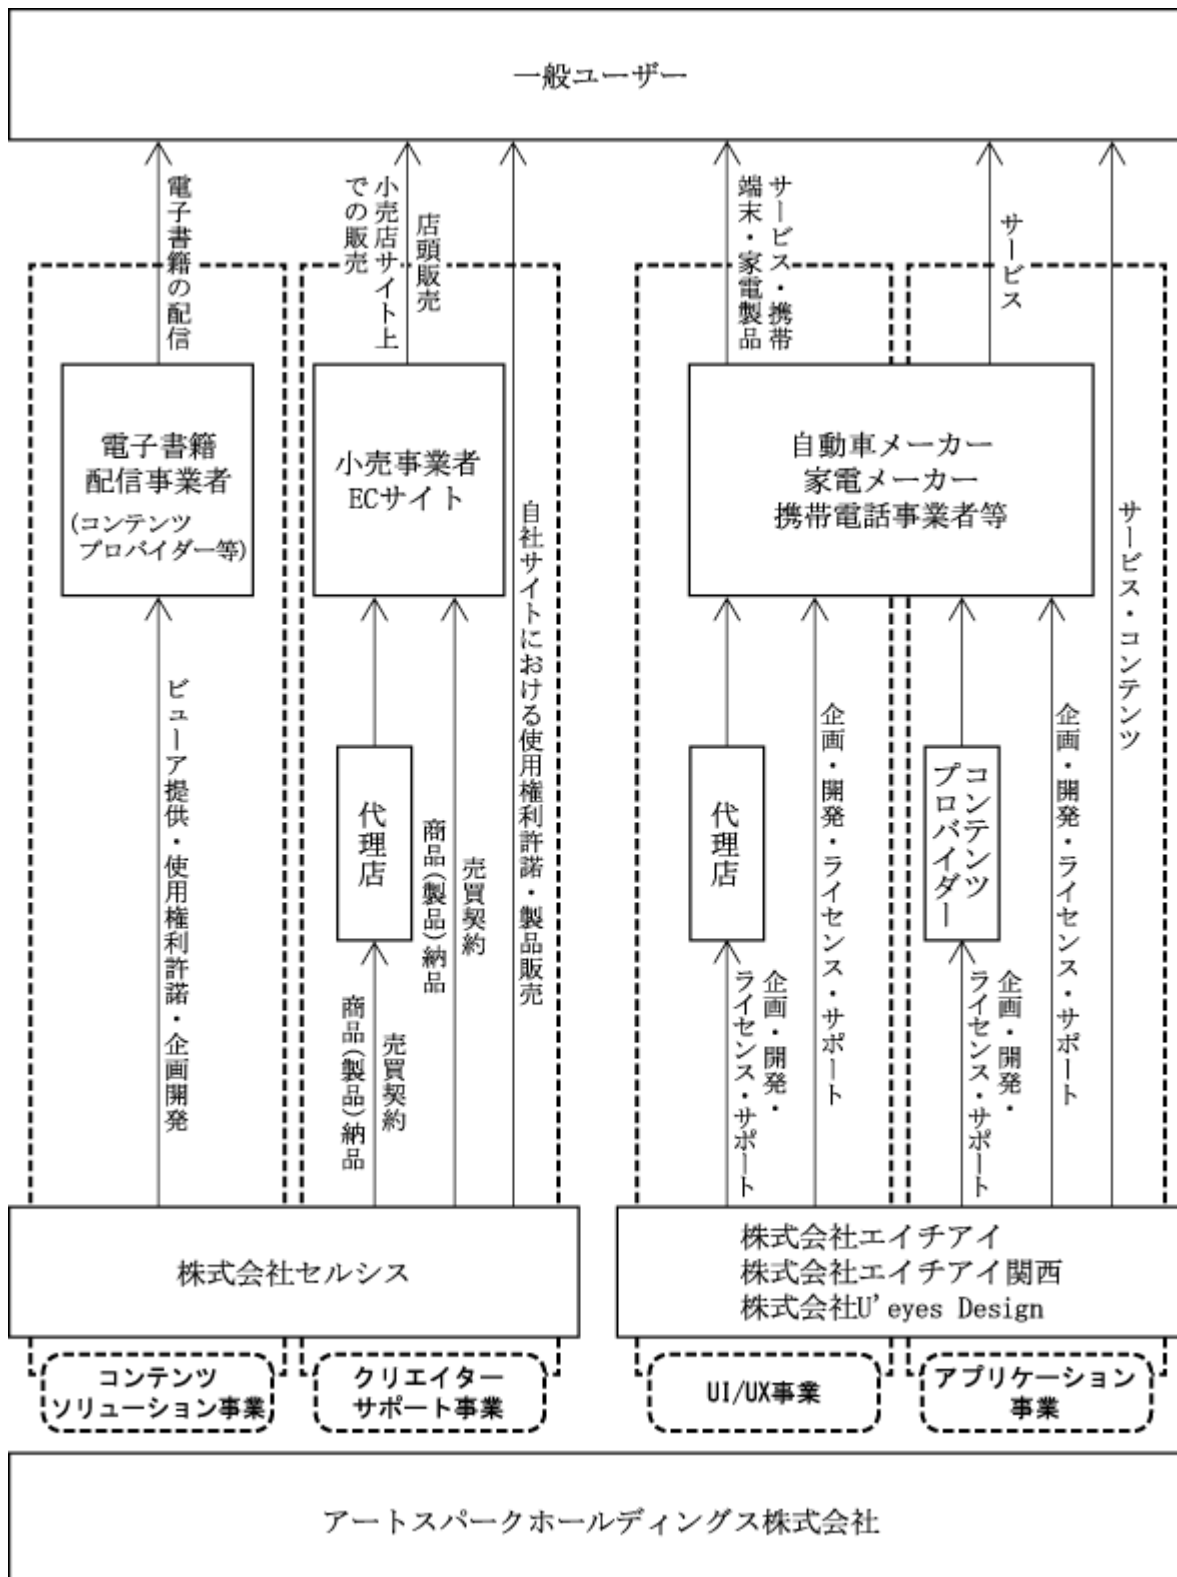 一般ユーザー
電子書籍の配信
小売店サイト上
での販売
店頭販売
サービス・携帯
端末・家電製品
サービス
電子書籍
配信事業者
(コンテンツ
プロバイダー等)
小売事業者
ECサイト
自社サイトにおける使用権利許諾・製品販売
自動車メーカー
家電メーカー
携帯電話事業者等
サービス・コンテンツ
ビューア提供・使用権利許諾・企画開発
代理店
売買契約
商品(製品)納品
売買契約
商品(製品)納品
代理店
企画・開発・ライセンス・サポート
企画・開発・
ライセンス・サポート
コンテンツ
プロバイダー
企画・開発・ライセンス・サポート
企画・開発・
ライセンス・サポート
株式会社セルシス
株式会社エイチアイ
株式会社エイチアイ関西
株式会社U'eyes Design
コンテンツ
ソリューション事業
クリエイター
サポート事業
UI/UX事業
アプリケーション
事業
アートスパークホールディングス株式会社